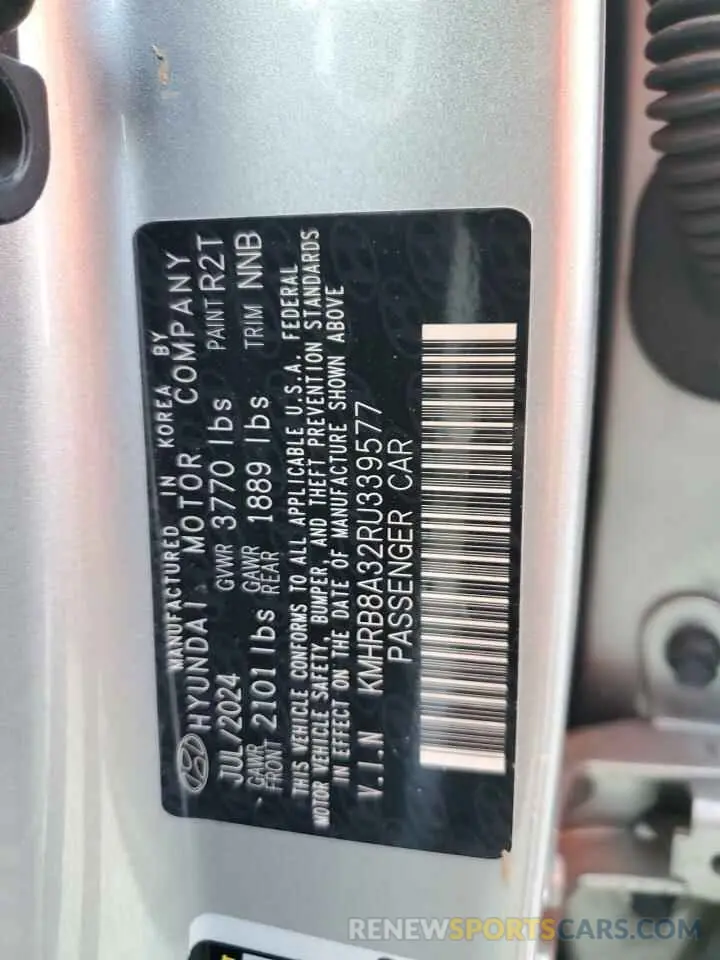 MANUFACTURED IN KOREA BY
HYUNDAI MOTOR COMPANY
JUL/2024 GVWR 3770 lbs PAINT R2T
GAWR FRONT 2101 lbs GAWR REAR 1889 lbs TRIM NNB
THIS VEHICLE CONFORMS TO ALL APPLICABLE U.S.A. FEDERAL
MOTOR VEHICLE SAFETY, BUMPER, AND THEFT PREVENTION STANDARDS
IN EFFECT ON THE DATE OF MANUFACTURE SHOWN ABOVE
V.I.N KMHRB8A32RU339577
PASSENGER CAR
RENEWSPORTSCARS.COM